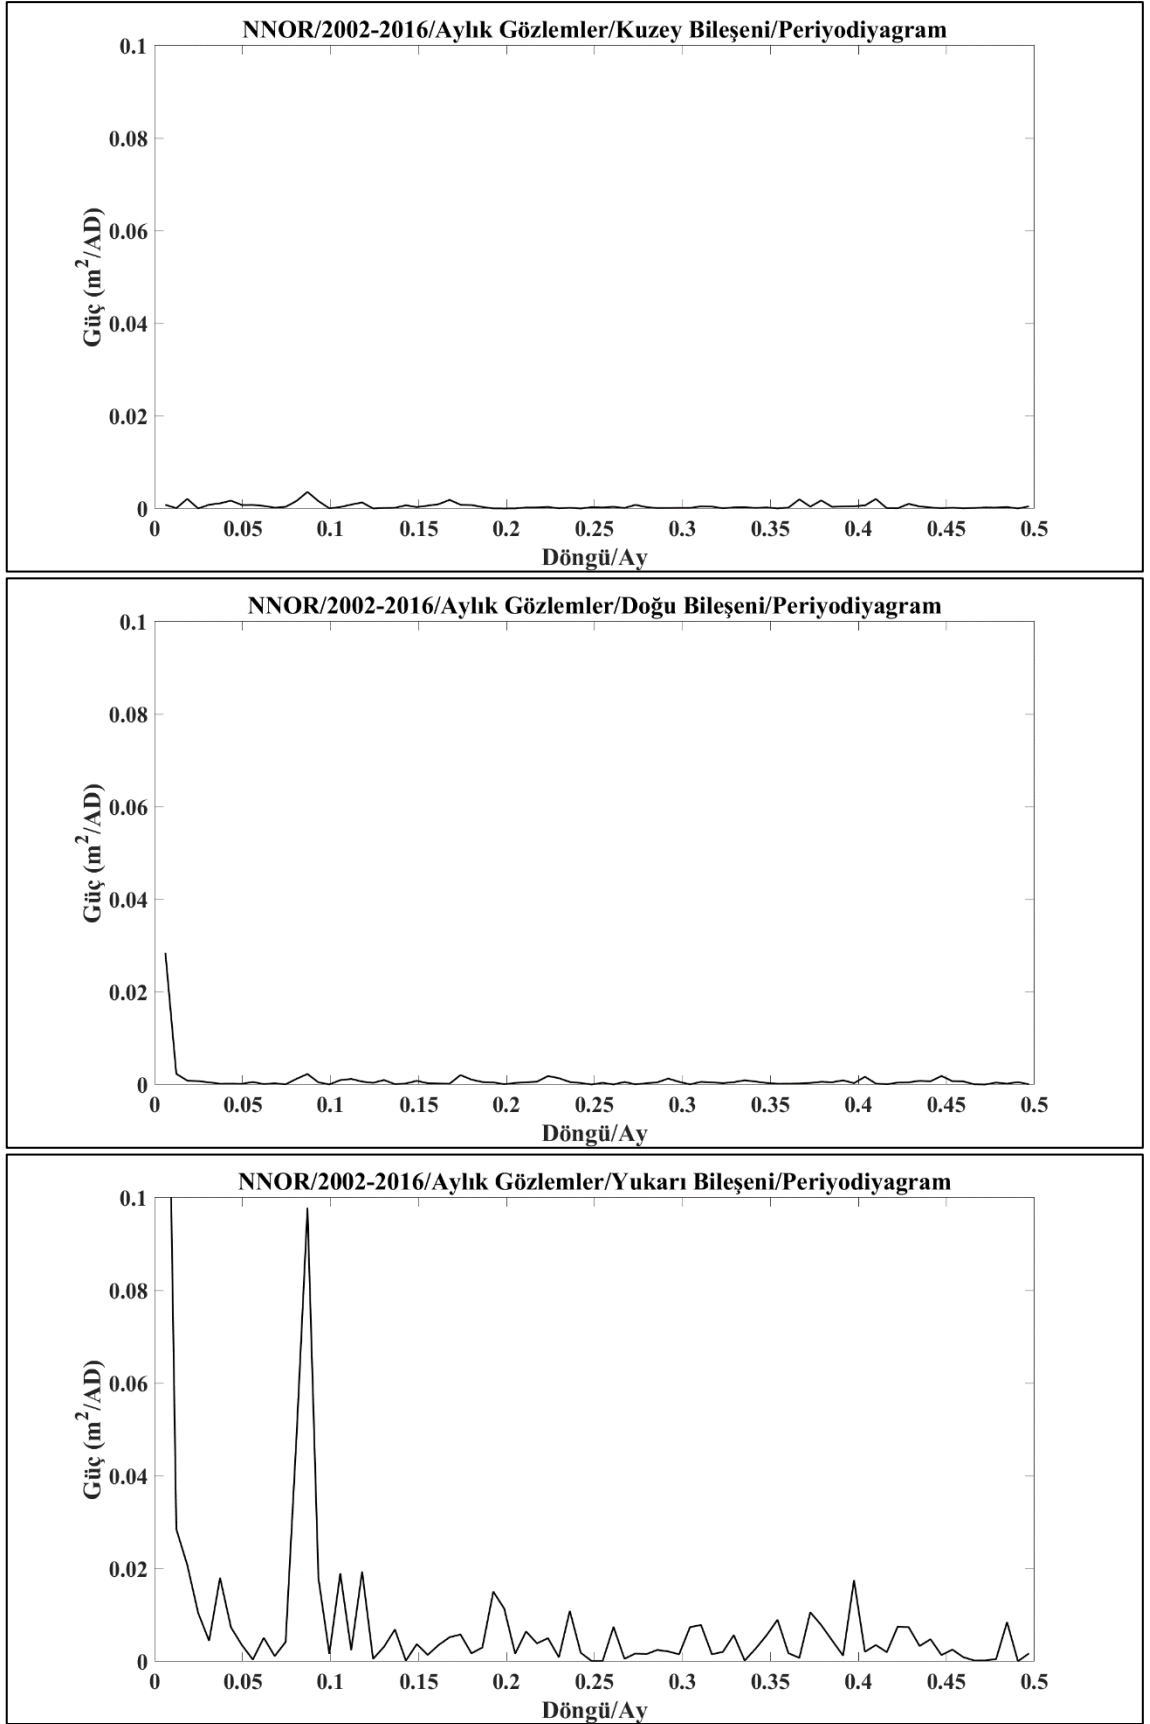 NNOR/2002-2016/Aylık Gözlemler/Kuzey Bileşeni/Periyodiyagram
0.1
0.08
0.06
0.04
0.02
0
Güç (m²/AD)
0 0.05 0.1 0.15 0.2 0.25 0.3 0.35 0.4 0.45 0.5
Döngü/Ay
NNOR/2002-2016/Aylık Gözlemler/Doğu Bileşeni/Periyodiyagram
0.1
0.08
0.06
0.04
0.02
0
Güç (m²/AD)
0 0.05 0.1 0.15 0.2 0.25 0.3 0.35 0.4 0.45 0.5
Döngü/Ay
NNOR/2002-2016/Aylık Gözlemler/Yukarı Bileşeni/Periyodiyagram
0.1
0.08
0.06
0.04
0.02
0
Güç (m²/AD)
0 0.05 0.1 0.15 0.2 0.25 0.3 0.35 0.4 0.45 0.5
Döngü/Ay